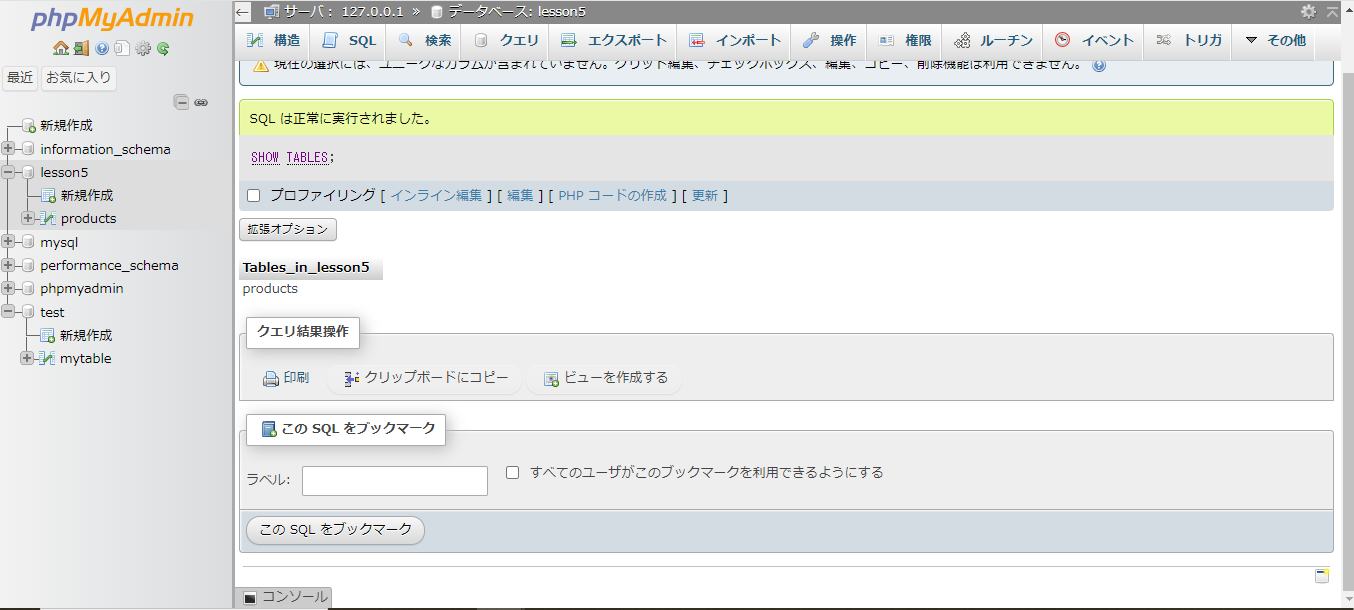 phpMyAdmin
最近 お気に入り
新規作成
information_schema
lesson5
新規作成
products
mysql
performance_schema
phpmyadmin
test
新規作成
mytable
← サーバ: 127.0.0.1 » データベース: lesson5
構造 SQL 検索 クエリ エクスポート インポート 操作 権限 ルーチン イベント トリガ その他
現在の選択には、ユニークなカラムが含まれていません。グリッド編集、チェックボックス、編集、コピー、削除機能は利用できません。
SQL は正常に実行されました。
SHOW TABLES;
プロファイリング [ インライン編集 ] [ 編集 ] [ PHP コードの作成 ] [ 更新 ]
拡張オプション
Tables_in_lesson5
products
クエリ結果操作
印刷 クリップボードにコピー ビューを作成する
この SQL をブックマーク
ラベル: すべてのユーザがこのブックマークを利用できるようにする
この SQL をブックマーク
コンソール